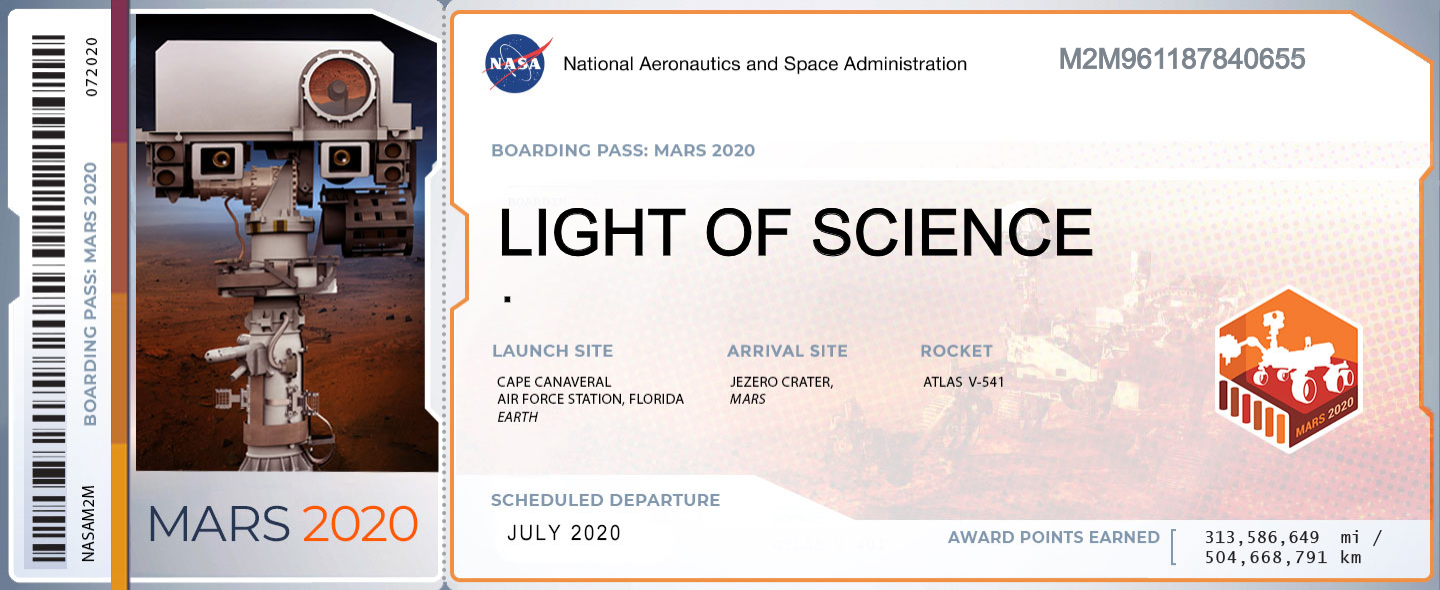 072020
BOARDING PASS: MARS 2020
NASAM2M
MARS 2020
NASA
National Aeronautics and Space Administration
M2M961187840655
BOARDING PASS: MARS 2020
LIGHT OF SCIENCE
.
LAUNCH SITE
CAPE CANAVERAL
AIR FORCE STATION, FLORIDA
EARTH
ARRIVAL SITE
JEZERO CRATER,
MARS
ROCKET
ATLAS V-541
MARS 2020
SCHEDULED DEPARTURE
JULY 2020
AWARD POINTS EARNED
313,586,649 mi /
504,668,791 km